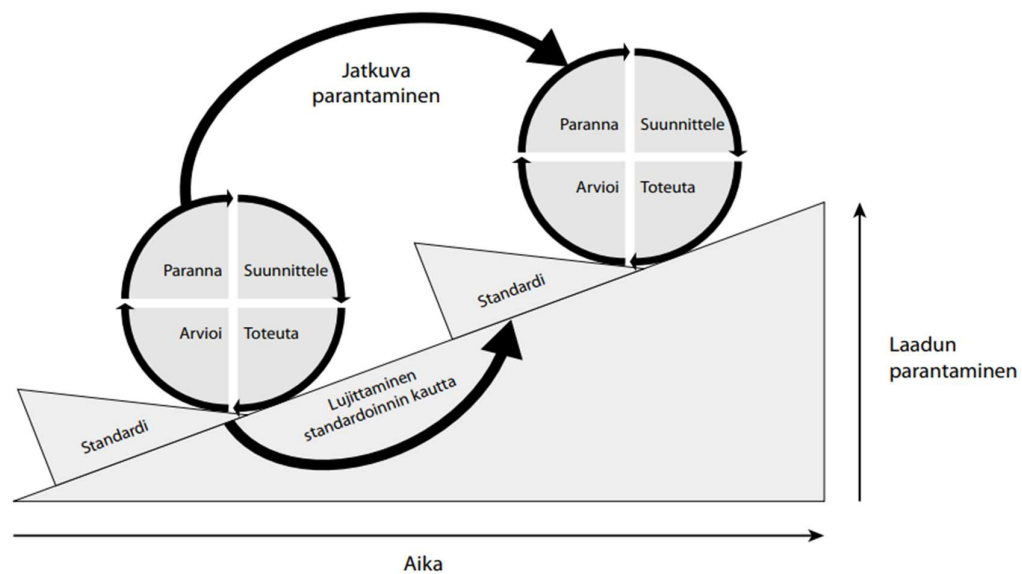 Jatkuva
parantaminen
Paranna Suunnittele
Arvioi Toteuta
Paranna Suunnittele
Arvioi Toteuta
Standardi
Standardi
Lujittaminen
standardoinnin kautta
Laadun
parantaminen
Aika